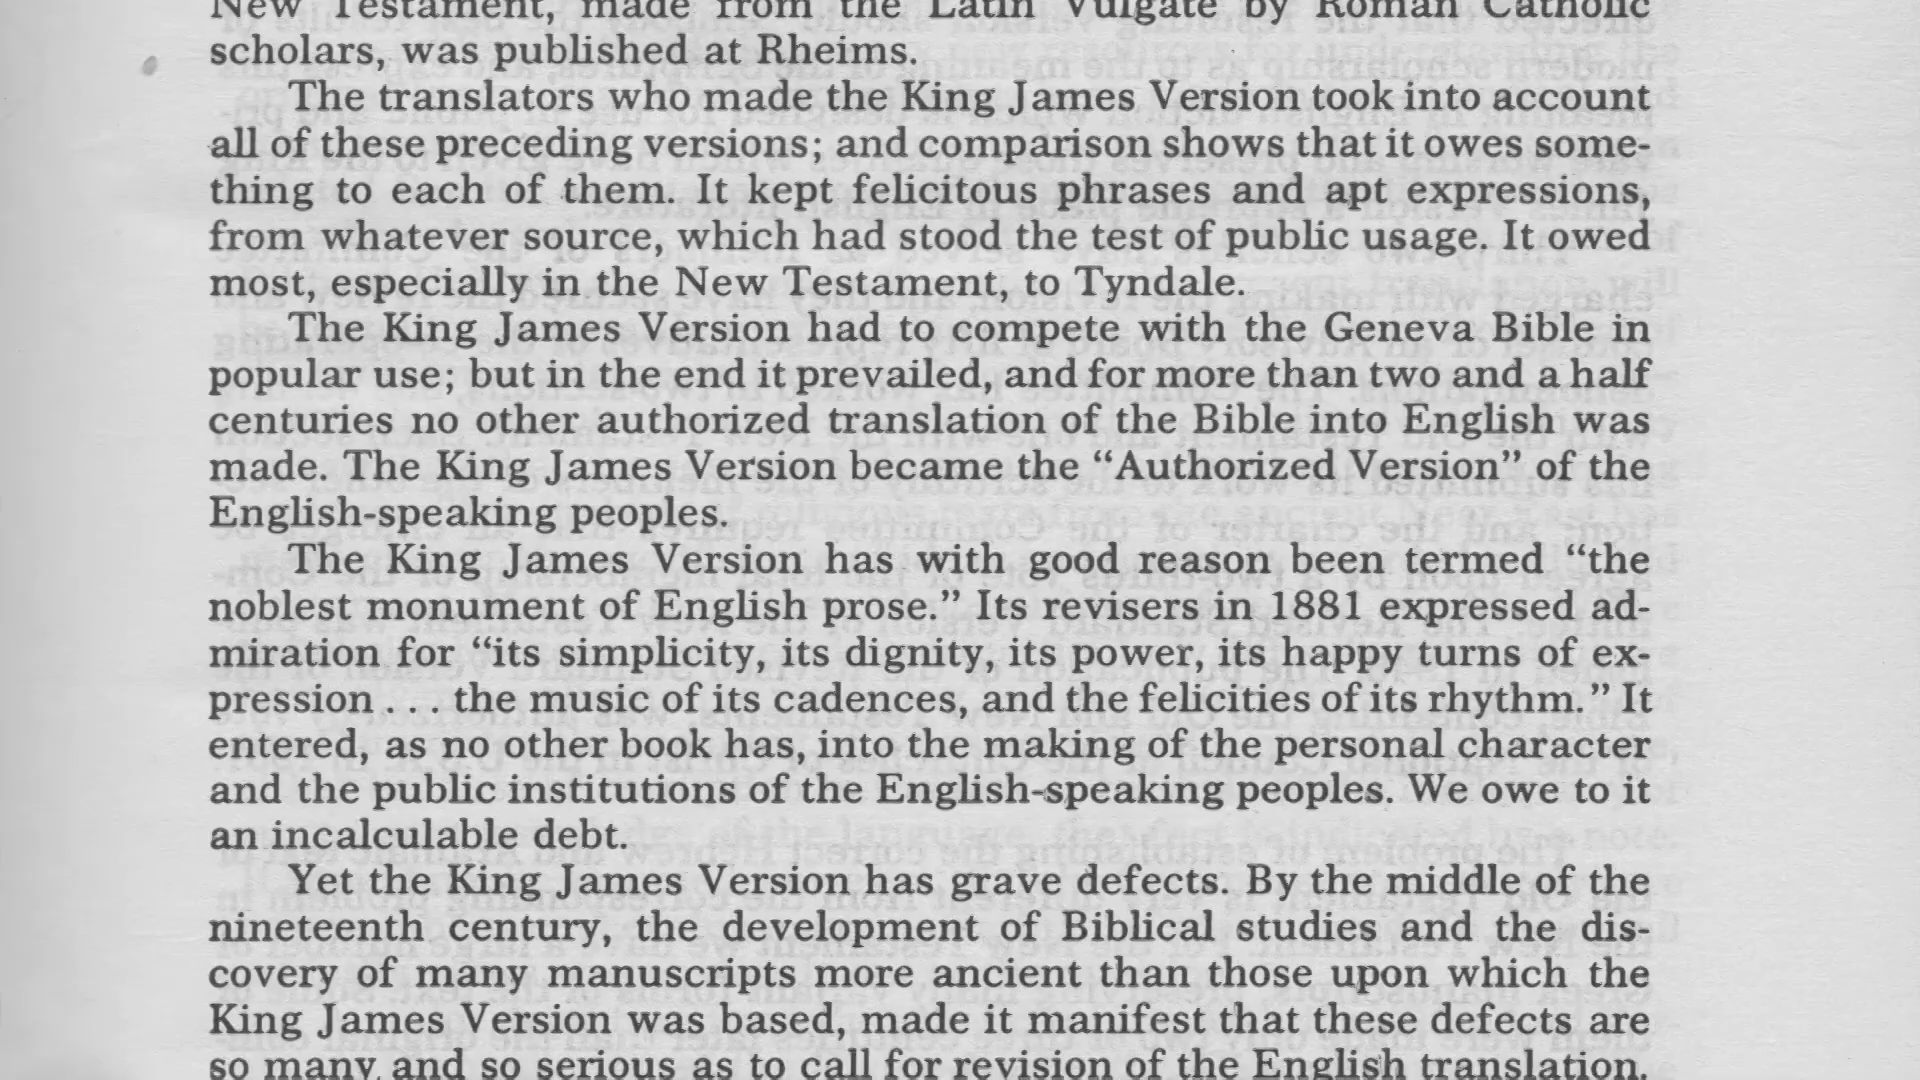 New Testament, made from the Latin Vulgate by Roman Catholic
scholars, was published at Rheims.
The translators who made the King James Version took into account
all of these preceding versions; and comparison shows that it owes some-
thing to each of them. It kept felicitous phrases and apt expressions,
from whatever source, which had stood the test of public usage. It owed
most, especially in the New Testament, to Tyndale.
The King James Version had to compete with the Geneva Bible in
popular use; but in the end it prevailed, and for more than two and a half
centuries no other authorized translation of the Bible into English was
made. The King James Version became the “Authorized Version” of the
English-speaking peoples.
The King James Version has with good reason been termed “the
noblest monument of English prose.” Its revisers in 1881 expressed ad-
miration for “its simplicity, its dignity, its power, its happy turns of ex-
pression . . . the music of its cadences, and the felicities of its rhythm.” It
entered, as no other book has, into the making of the personal character
and the public institutions of the English-speaking peoples. We owe to it
an incalculable debt.
Yet the King James Version has grave defects. By the middle of the
nineteenth century, the development of Biblical studies and the dis-
covery of many manuscripts more ancient than those upon which the
King James Version was based, made it manifest that these defects are
so many and so serious as to call for revision of the English translation.